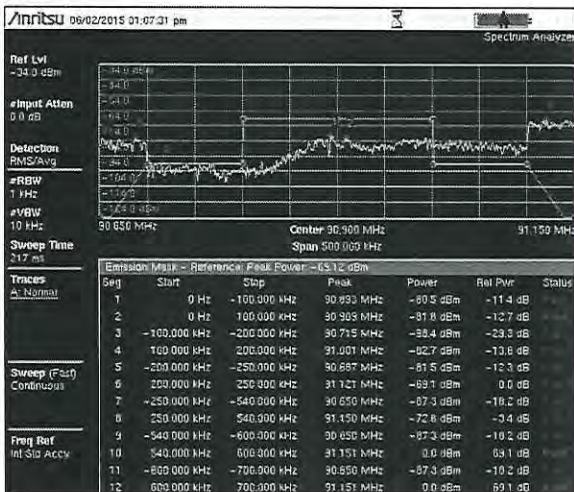 Anritsu 06/02/2015 01:07:31 pm
Spectrum Analyzer
Ref Lvl
-34.0 dBm
#Input Atten
0.0 dB
Detection
RMS/Avg
#RBW
1 kHz
#VBW
10 kHz
Sweep Time
217 ms
Traces
A: Normal
Sweep (Fast)
Continuous
Freq Ref
Int Std Accy
-34.0 dBm
90.650 MHz
Center 90.900 MHz
91.150 MHz
Span 500.000 kHz
Emission Mask - Reference: Peak Power: -69.12 dBm
Seg Start Stop Peak Power Rel Pwr Status
1 0 Hz -100.000 kHz 90.893 MHz -80.5 dBm -11.4 dB
2 0 Hz 100.000 kHz 90.909 MHz -81.8 dBm -12.7 dB
3 -100.000 kHz -200.000 kHz 90.715 MHz -98.4 dBm -29.3 dB
4 100.000 kHz 200.000 kHz 91.001 MHz -82.7 dBm -13.6 dB
5 -200.000 kHz -250.000 kHz 90.687 MHz -81.5 dBm -12.3 dB
6 200.000 kHz 250.000 kHz 91.121 MHz -69.1 dBm 0.0 dB
7 -250.000 kHz -540.000 kHz 90.650 MHz -87.3 dBm -18.2 dB
8 250.000 kHz 540.000 kHz 91.150 MHz -72.6 dBm -3.4 dB
9 -540.000 kHz -600.000 kHz 90.650 MHz -87.3 dBm -18.2 dB
10 540.000 kHz 600.000 kHz 91.151 MHz 0.0 dBm 69.1 dB
11 -600.000 kHz -700.000 kHz 90.650 MHz -87.3 dBm -18.2 dB
12 600.000 kHz 700.000 kHz 91.151 MHz 0.0 dBm 69.1 dB